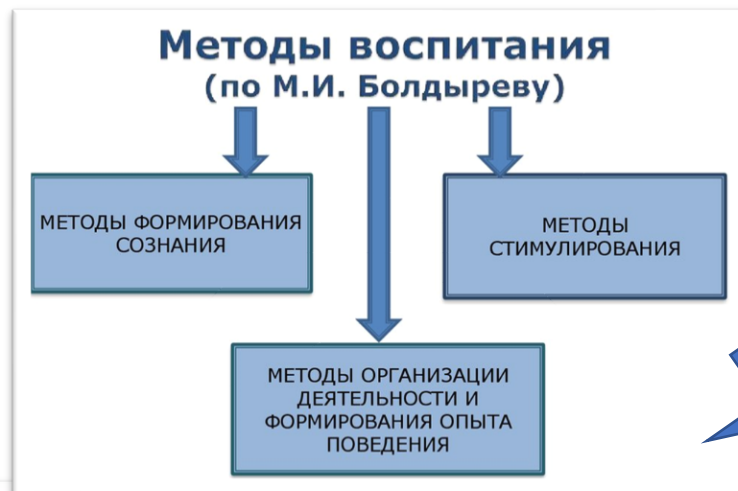 Методы воспитания
(по М.И. Болдыреву)
МЕТОДЫ ФОРМИРОВАНИЯ
СОЗНАНИЯ
МЕТОДЫ
СТИМУЛИРОВАНИЯ
МЕТОДЫ ОРГАНИЗАЦИИ
ДЕЯТЕЛЬНОСТИ И
ФОРМИРОВАНИЯ ОПЫТА
ПОВЕДЕНИЯ